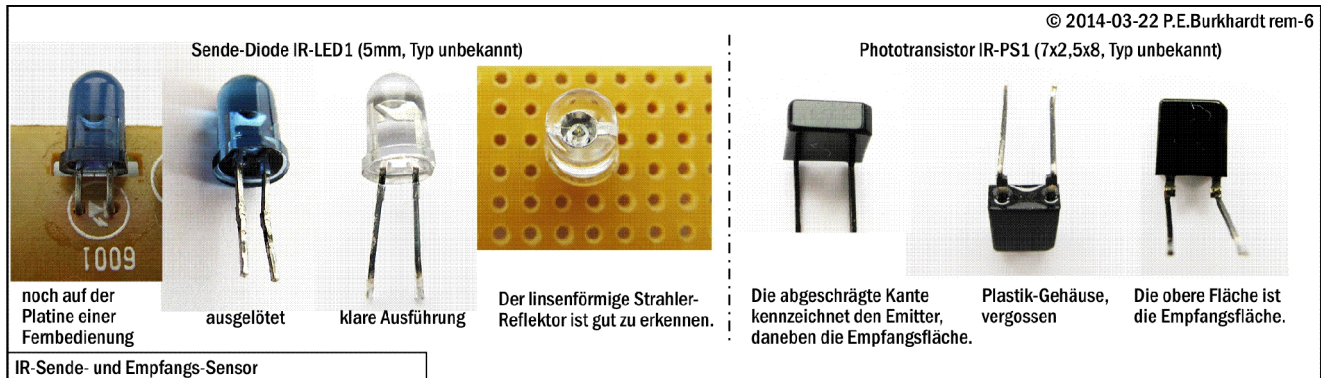 © 2014-03-22 P.E.Burkhardt rem-6
Sende-Diode IR-LED1 (5mm, Typ unbekannt)
Phototransistor IR-PS1 (7x2,5x8, Typ unbekannt)
6001
noch auf der
Platine einer
Fernbedienung
ausgelötet
klare Ausführung
Der linsenförmige Strahler-
Reflektor ist gut zu erkennen.
Die abgeschrägte Kante
kennzeichnet den Emitter,
daneben die Empfangsfläche.
Plastik-Gehäuse,
vergossen
Die obere Fläche ist
die Empfangsfläche.
IR-Sende- und Empfangs-Sensor